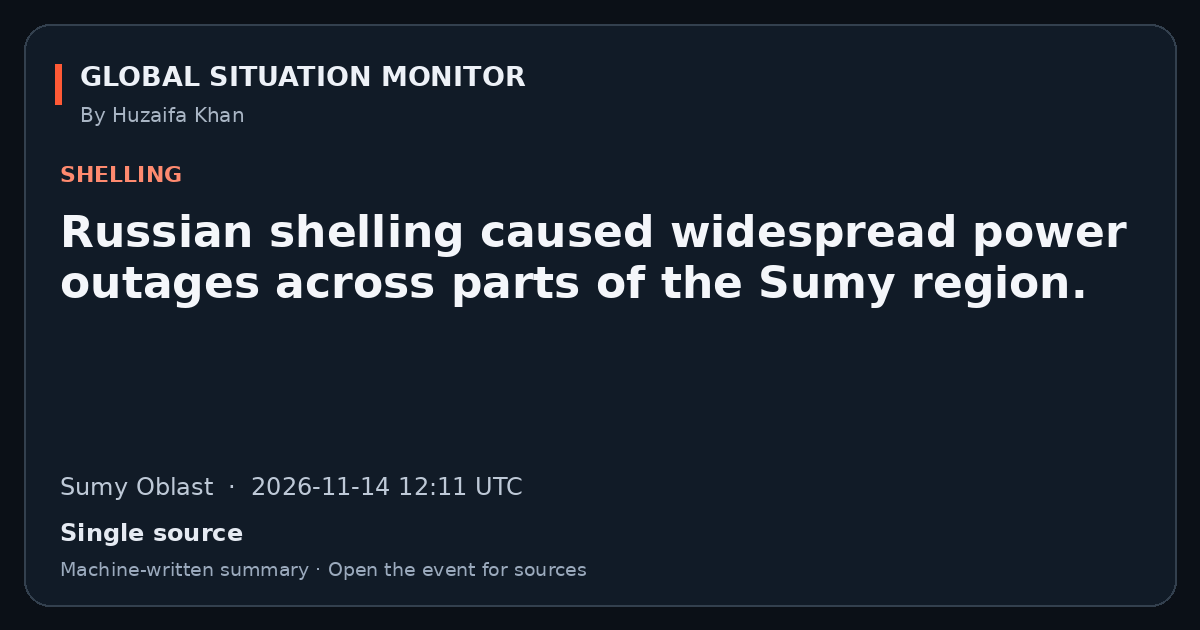 GLOBAL SITUATION MONITOR
By Huzaifa Khan
SHELLING
Russian shelling caused widespread power
outages across parts of the Sumy region.
Sumy Oblast · 2026-11-14 12:11 UTC
Single source
Machine-written summary · Open the event for sources